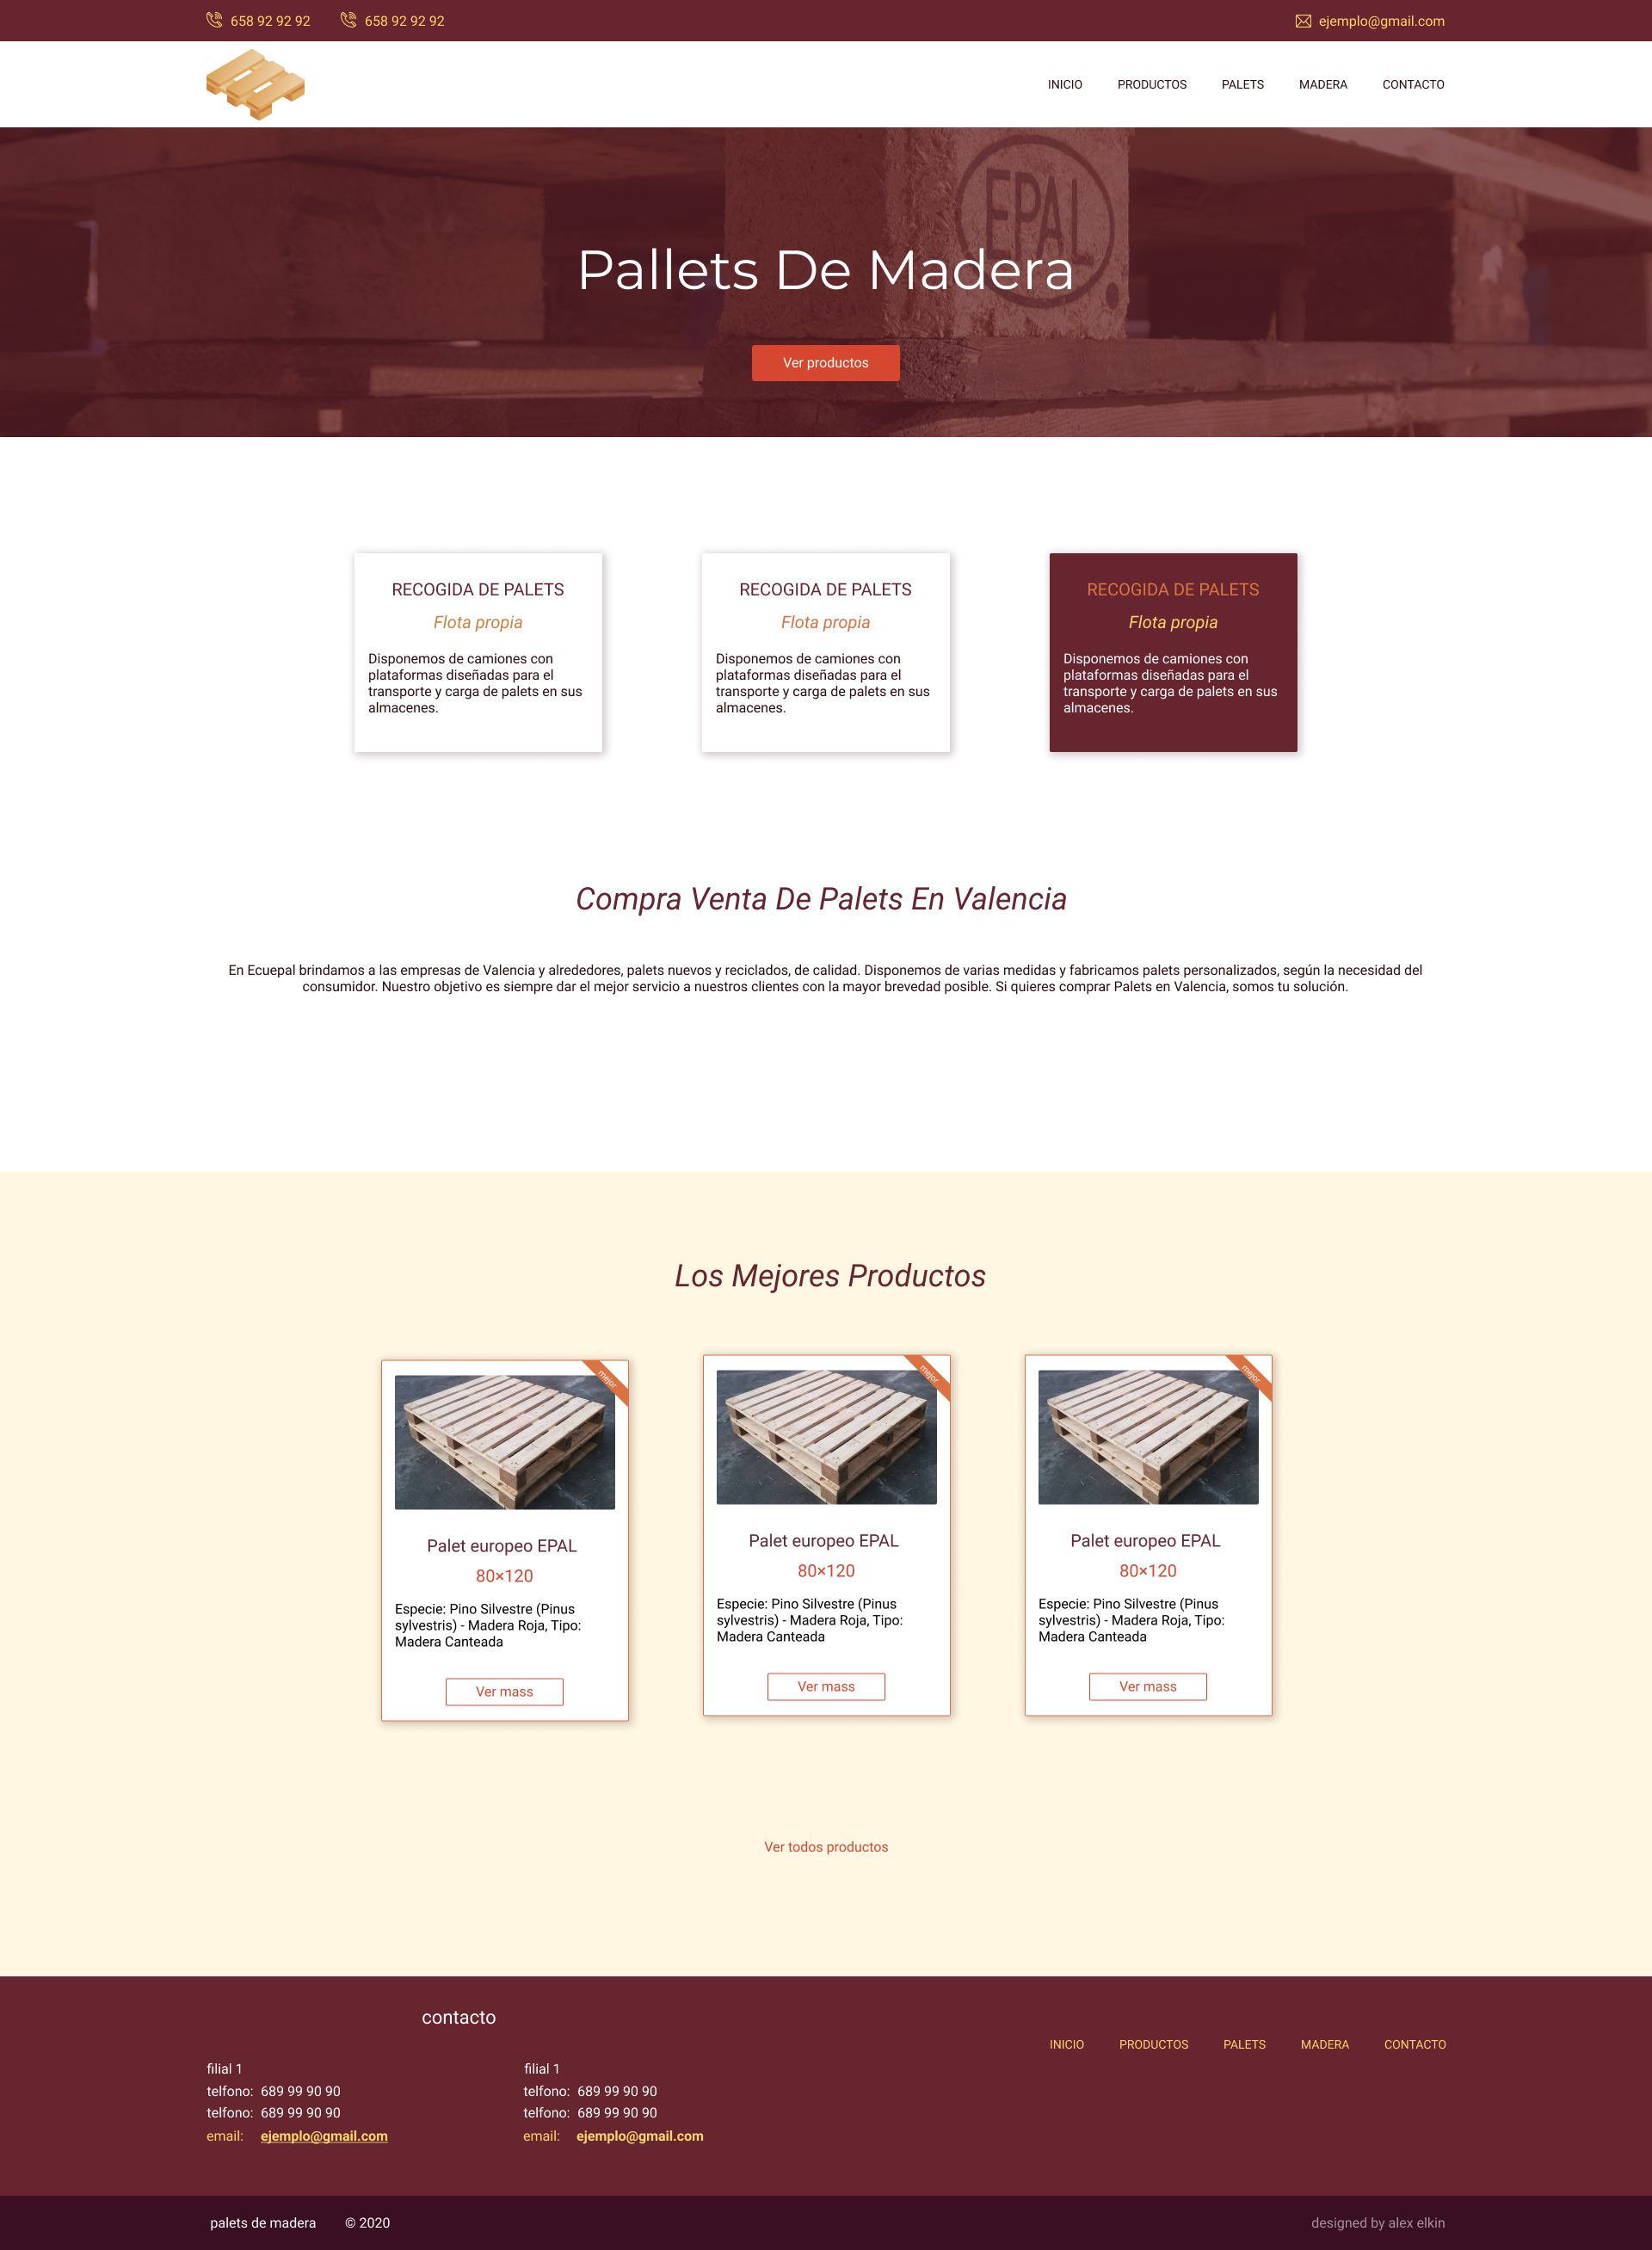 658 92 92 92 658 92 92 92 ejemplo@gmail.com
INICIO PRODUCTOS PALETS MADERA CONTACTO
EPAL
Pallets De Madera
Ver productos
RECOGIDA DE PALETS
Flota propia
Disponemos de camiones con
plataformas diseñadas para el
transporte y carga de palets en sus
almacenes.
RECOGIDA DE PALETS
Flota propia
Disponemos de camiones con
plataformas diseñadas para el
transporte y carga de palets en sus
almacenes.
RECOGIDA DE PALETS
Flota propia
Disponemos de camiones con
plataformas diseñadas para el
transporte y carga de palets en sus
almacenes.
Compra Venta De Palets En Valencia
En Ecuepal brindamos a las empresas de Valencia y alrededores, palets nuevos y reciclados, de calidad. Disponemos de varias medidas y fabricamos palets personalizados, según la necesidad del
consumidor. Nuestro objetivo es siempre dar el mejor servicio a nuestros clientes con la mayor brevedad posible. Si quieres comprar Palets en Valencia, somos tu solución.
Los Mejores Productos
mejor
Palet europeo EPAL
80×120
Especie: Pino Silvestre (Pinus
sylvestris) - Madera Roja, Tipo:
Madera Canteada
Ver mass
mejor
Palet europeo EPAL
80×120
Especie: Pino Silvestre (Pinus
sylvestris) - Madera Roja, Tipo:
Madera Canteada
Ver mass
mejor
Palet europeo EPAL
80×120
Especie: Pino Silvestre (Pinus
sylvestris) - Madera Roja, Tipo:
Madera Canteada
Ver mass
Ver todos productos
contacto
filial 1
telfono: 689 99 90 90
telfono: 689 99 90 90
email: ejemplo@gmail.com
filial 1
telfono: 689 99 90 90
telfono: 689 99 90 90
email: ejemplo@gmail.com
INICIO PRODUCTOS PALETS MADERA CONTACTO
palets de madera © 2020 designed by alex elkin